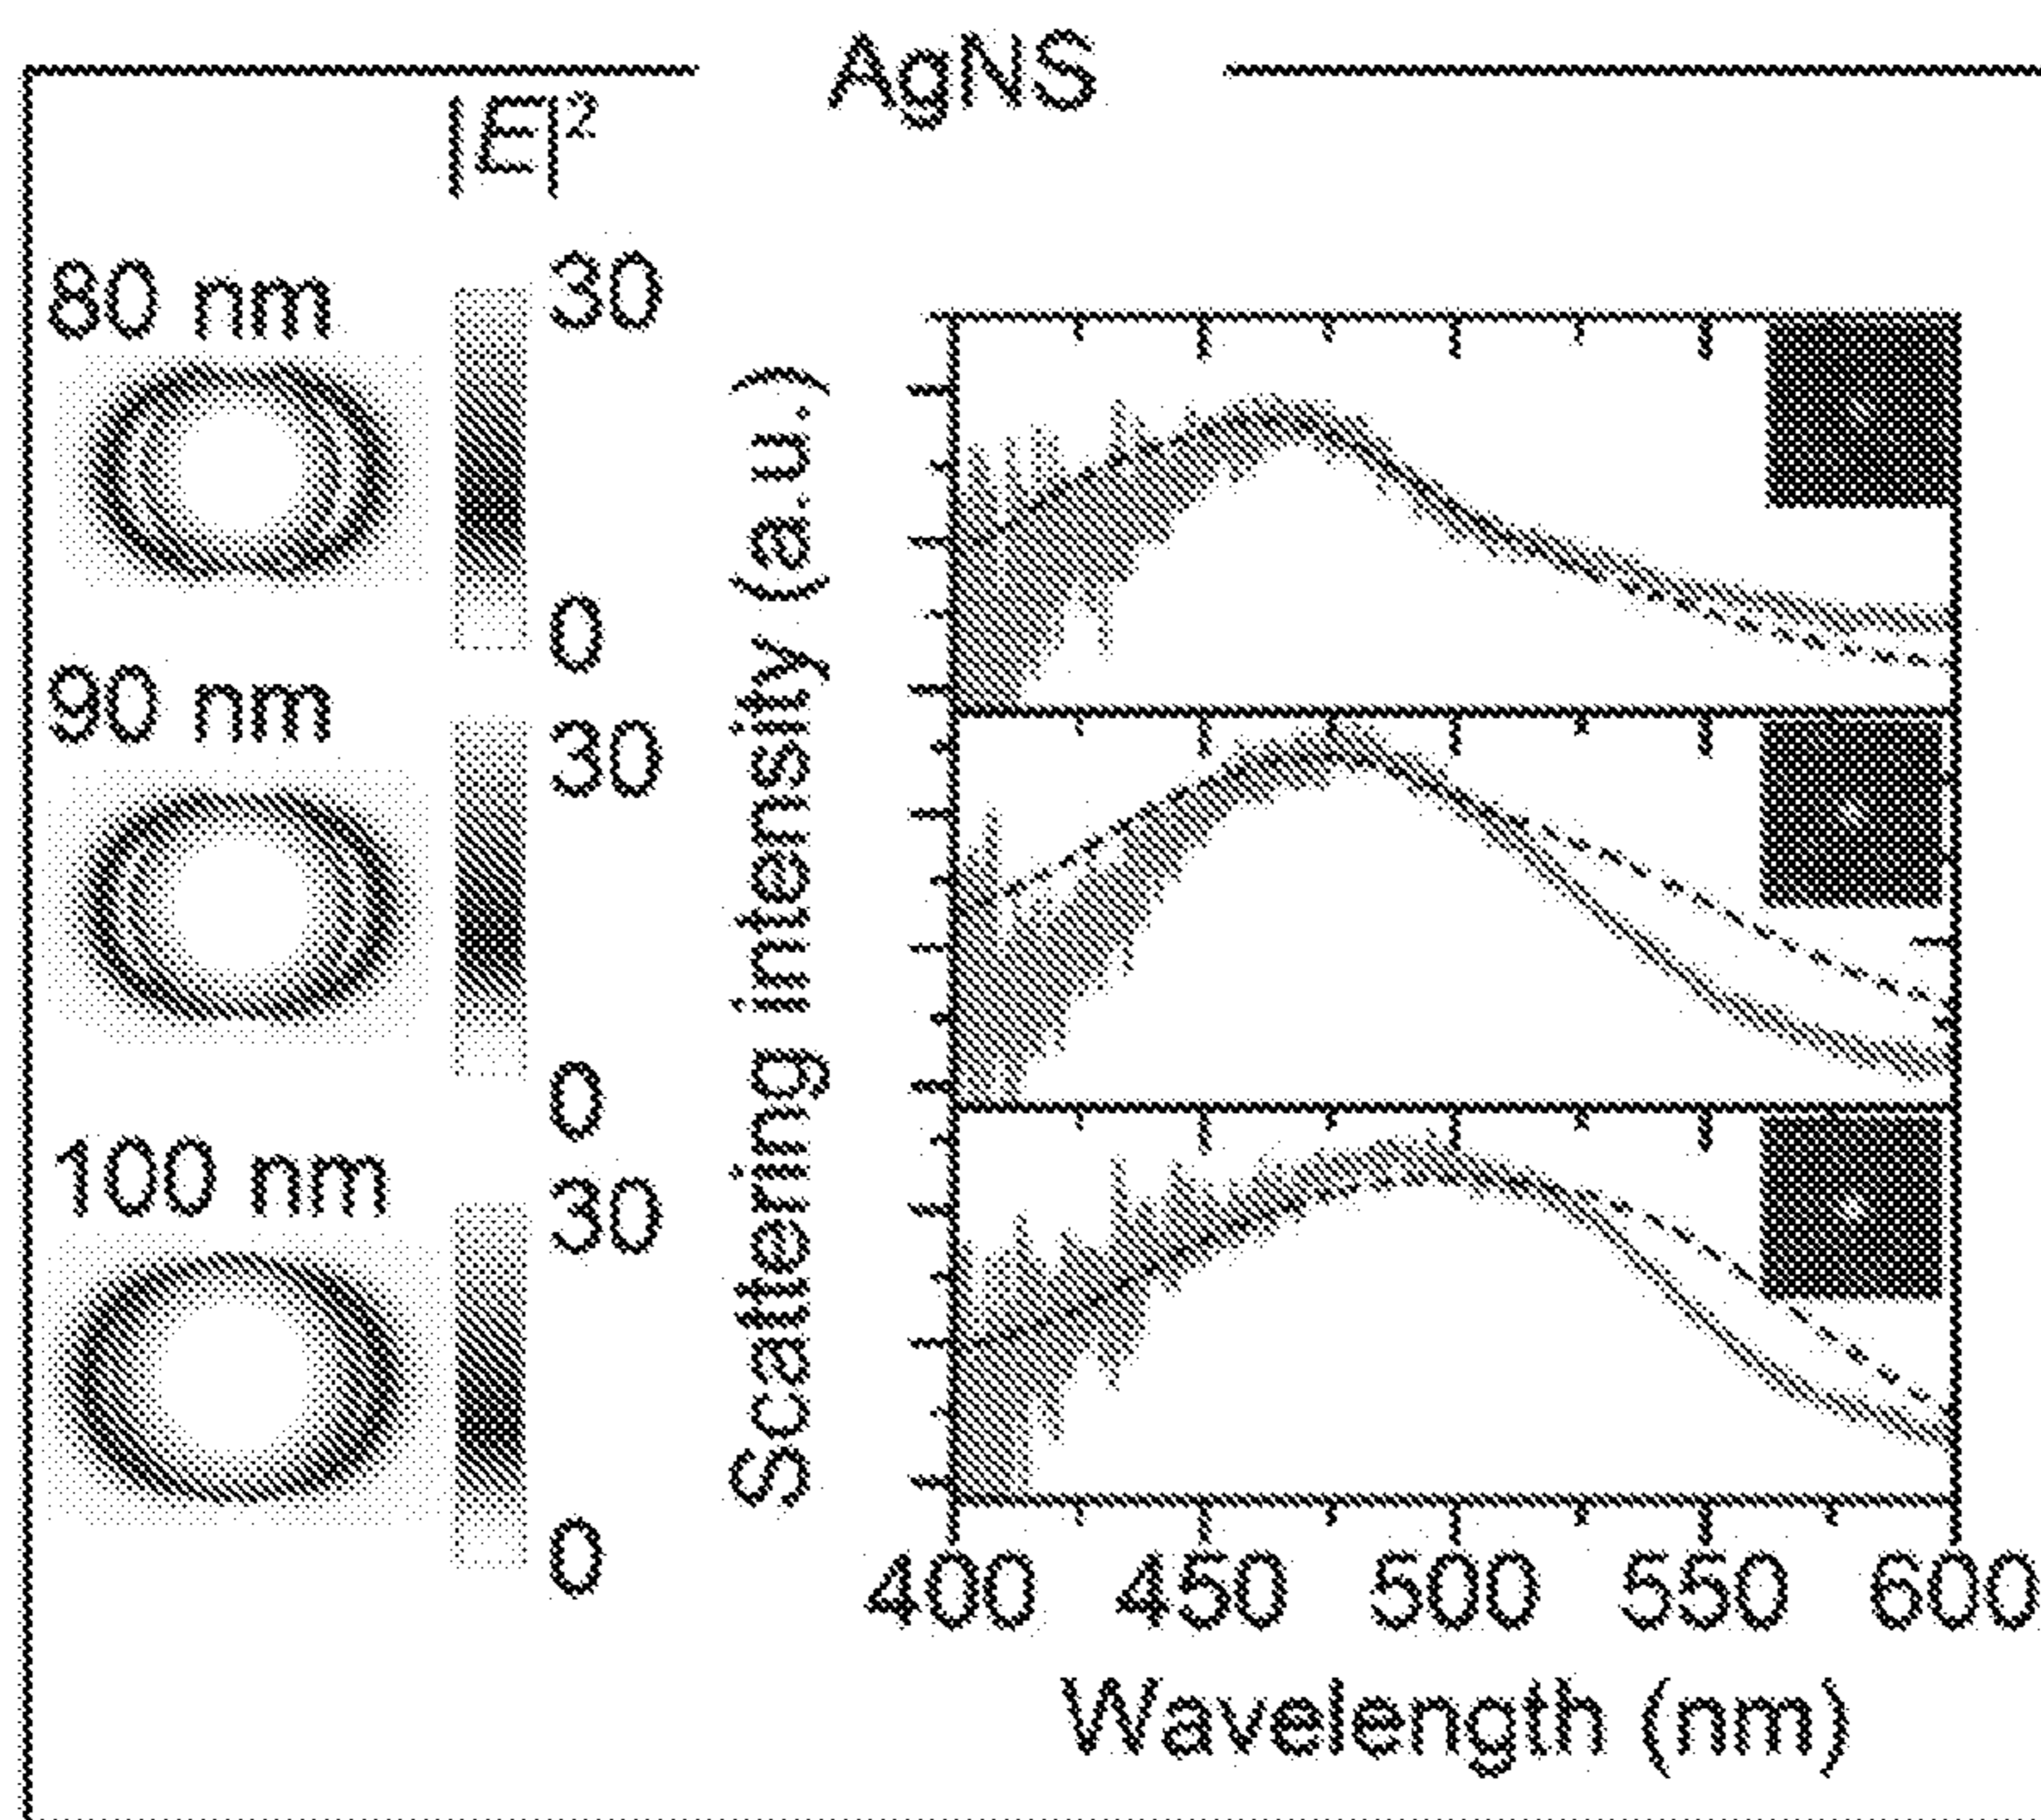 AgNS
|E|²
80 nm
30
0
90 nm
30
0
100 nm
30
0
Scattering intensity (a.u.)
400 450 500 550 600
Wavelength (nm)